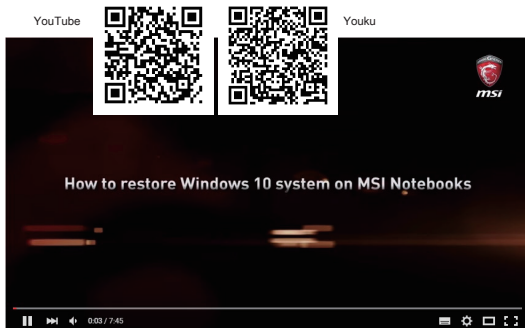 YouTube
Youku
msi
How to restore Windows 10 system on MSI Notebooks
0:03 / 7:45